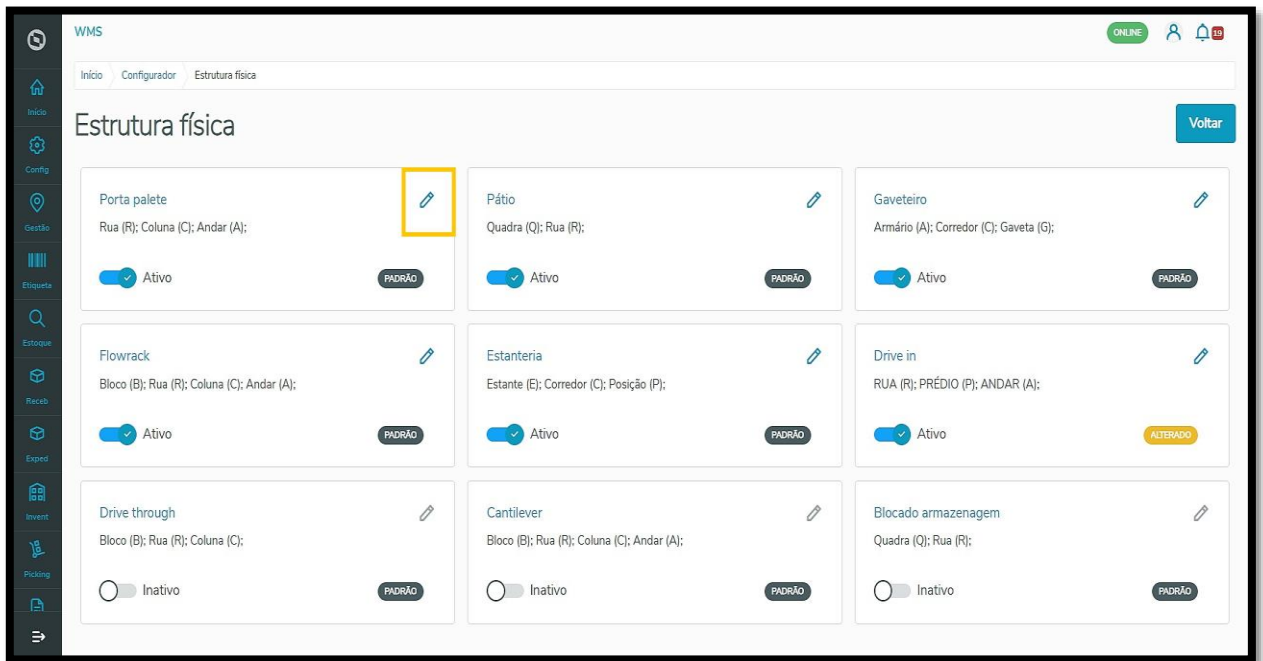 WMS
ONLINE
19
Início
Configurador
Estrutura física
Estrutura física
Voltar
Início
Config
Gestão
Etiqueta
Estoque
Receb
Exped
Invent
Picking
Porta palete
Rua (R); Coluna (C); Andar (A);
Ativo
PADRÃO
Pátio
Quadra (Q); Rua (R);
Ativo
PADRÃO
Gaveteiro
Armário (A); Corredor (C); Gaveta (G);
Ativo
PADRÃO
Flowrack
Bloco (B); Rua (R); Coluna (C); Andar (A);
Ativo
PADRÃO
Estanteria
Estante (E); Corredor (C); Posição (P);
Ativo
PADRÃO
Drive in
RUA (R); PRÉDIO (P); ANDAR (A);
Ativo
ALTERADO
Drive through
Bloco (B); Rua (R); Coluna (C);
Inativo
PADRÃO
Cantilever
Bloco (B); Rua (R); Coluna (C); Andar (A);
Inativo
PADRÃO
Blocado armazenagem
Quadra (Q); Rua (R);
Inativo
PADRÃO